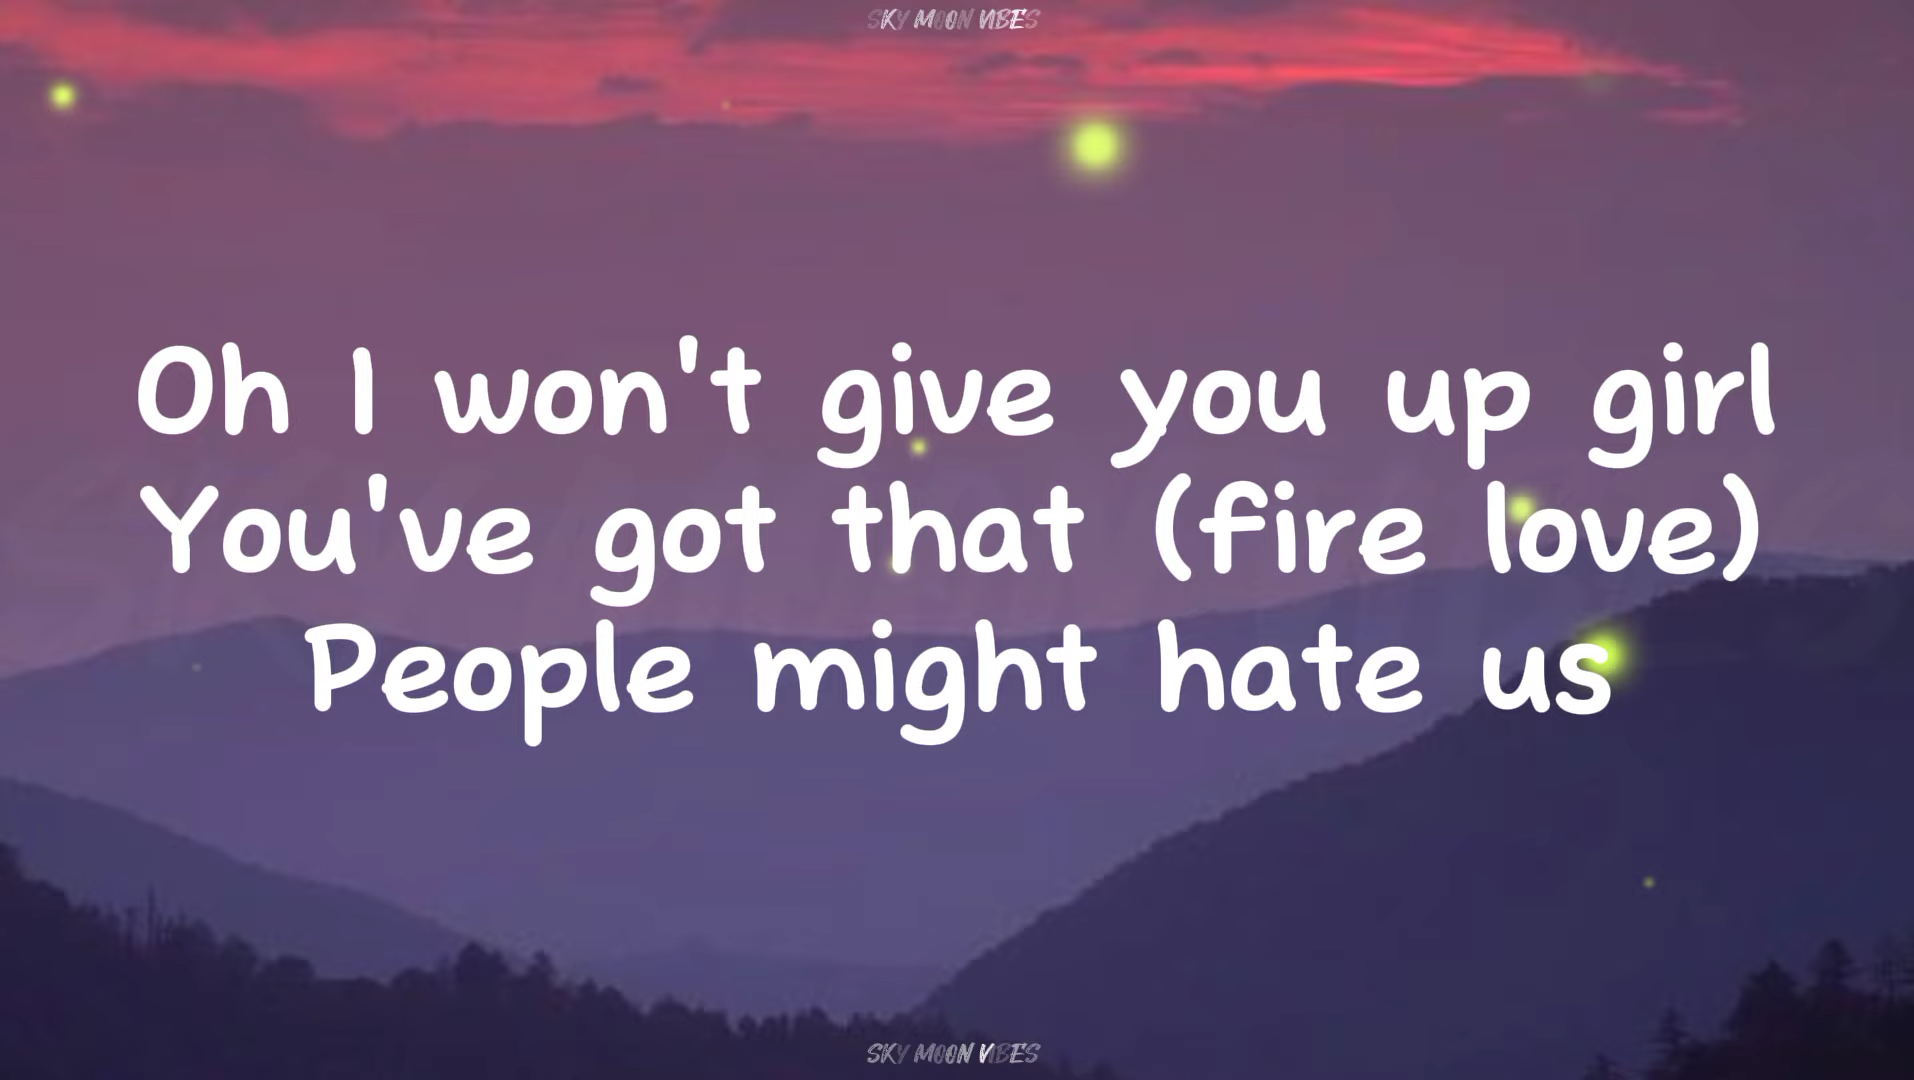 SKY MOON VIBES
Oh I won't give you up girl
You've got that (fire love)
People might hate us
SKY MOON VIBES